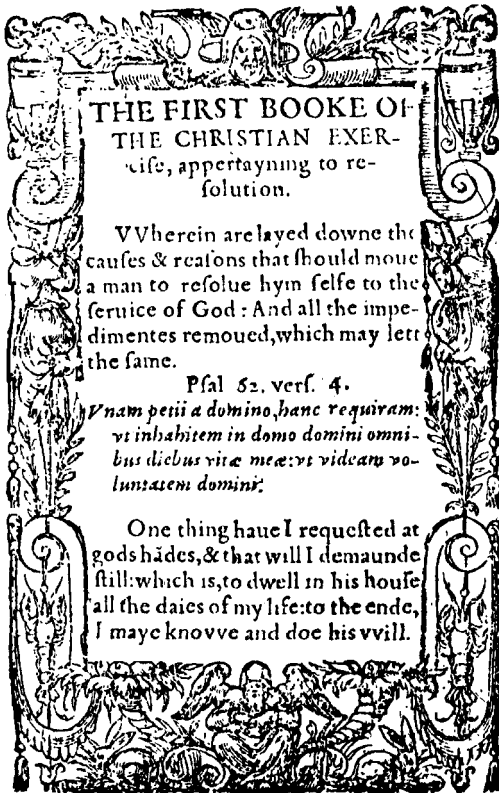 THE FIRST BOOKE OF
THE CHRISTIAN EXER-
ciſe, appertayning to re-
ſolution.
VVherein are layed downe the
cauſes & reaſons that ſhould moue
a man to reſolue hym ſelfe to the
ſeruice of God: And all the impe-
dimentes remoued, which may lett
the ſame.
Pſal 62. verſ. 4.
Vnam petii a domino, hanc requiram:
vt inhabitem in domo domini omni-
bus diebus vitæ meæ: vt videam vo-
luntatem domini.
One thing haue I requeſted at
gods hādes, & that will I demaunde
ſtill: which is, to dwell in his houſe
all the daies of my life: to the ende,
I maye knovve and doe his vvill.